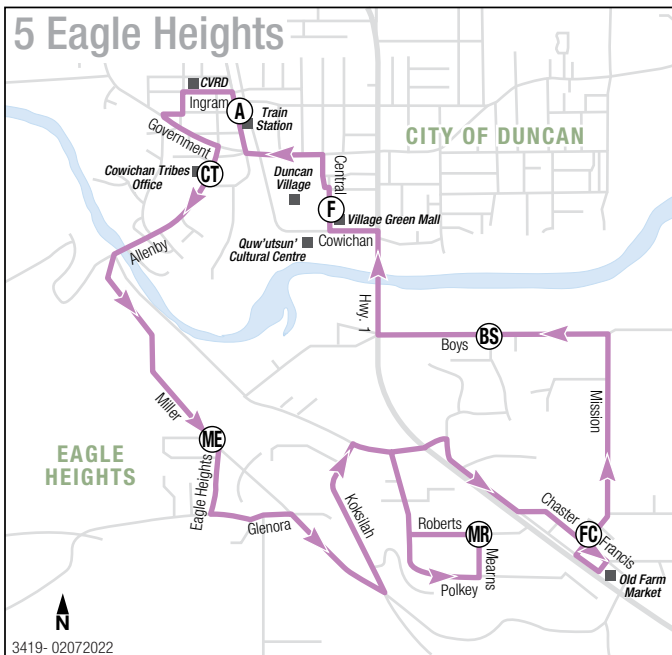 5 Eagle Heights
CVRD
Ingram
A
Train
Station
Government
CITY OF DUNCAN
Cowichan Tribes
Office
CT
Duncan
Village
Central
F
Village Green Mall
Quw'utsun'
Cultural Centre
Cowichan
Allenby
Hwy. 1
BS
Boys
Miller
Mission
ME
EAGLE
HEIGHTS
Eagle Heights
Glenora
Koksilah
Roberts
MR
Mearns
Polkey
Chaster
FC
Francis
Old Farm
Market
N
3419- 02072022